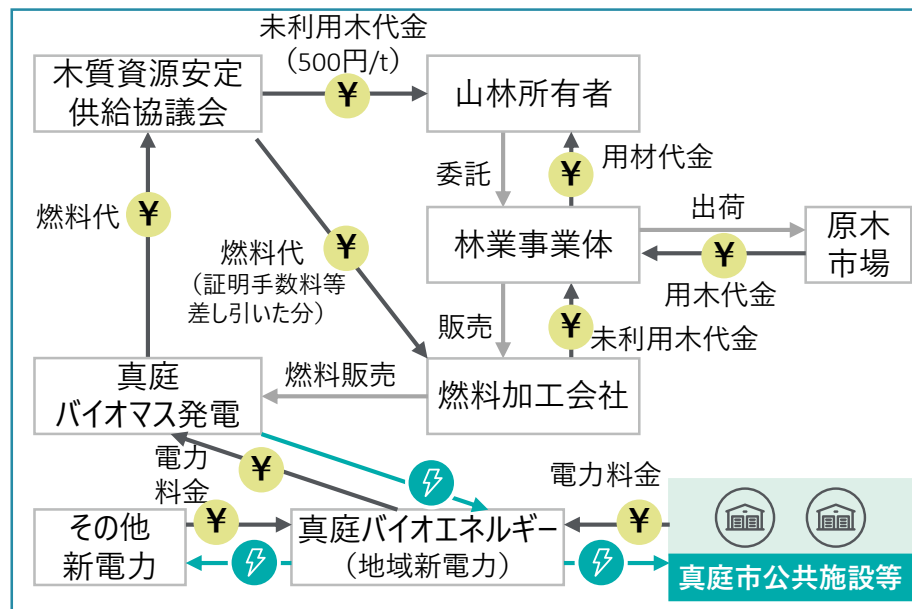 未利用木代金
（500円/t）
木質資源安定
供給協議会
¥
山林所有者
燃料代
¥
委託
¥
用材代金
燃料代
（証明手数料等
差し引いた分）
¥
林業事業体
出荷
¥
用木代金
原木
市場
販売
¥
未利用木代金
真庭
バイオマス発電
燃料販売
燃料加工会社
電力
料金
¥
¥
電力料金
¥
その他
新電力
真庭バイオエネルギー
（地域新電力）
真庭市公共施設等